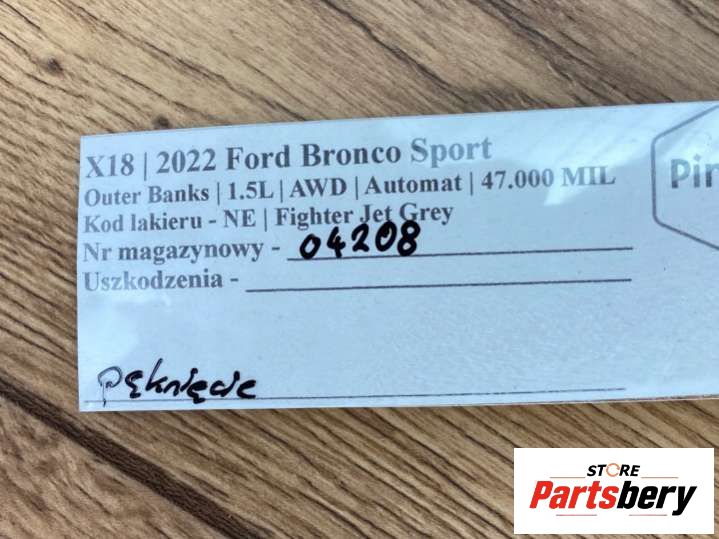 X18 | 2022 Ford Bronco Sport
Outer Banks | 1.5L | AWD | Automat | 47.000 MIL
Kod lakieru - NE | Fighter Jet Grey
Nr magazynowy - 04208
Uszkodzenia -
pęknięcie
Pin
STORE
Partsbery